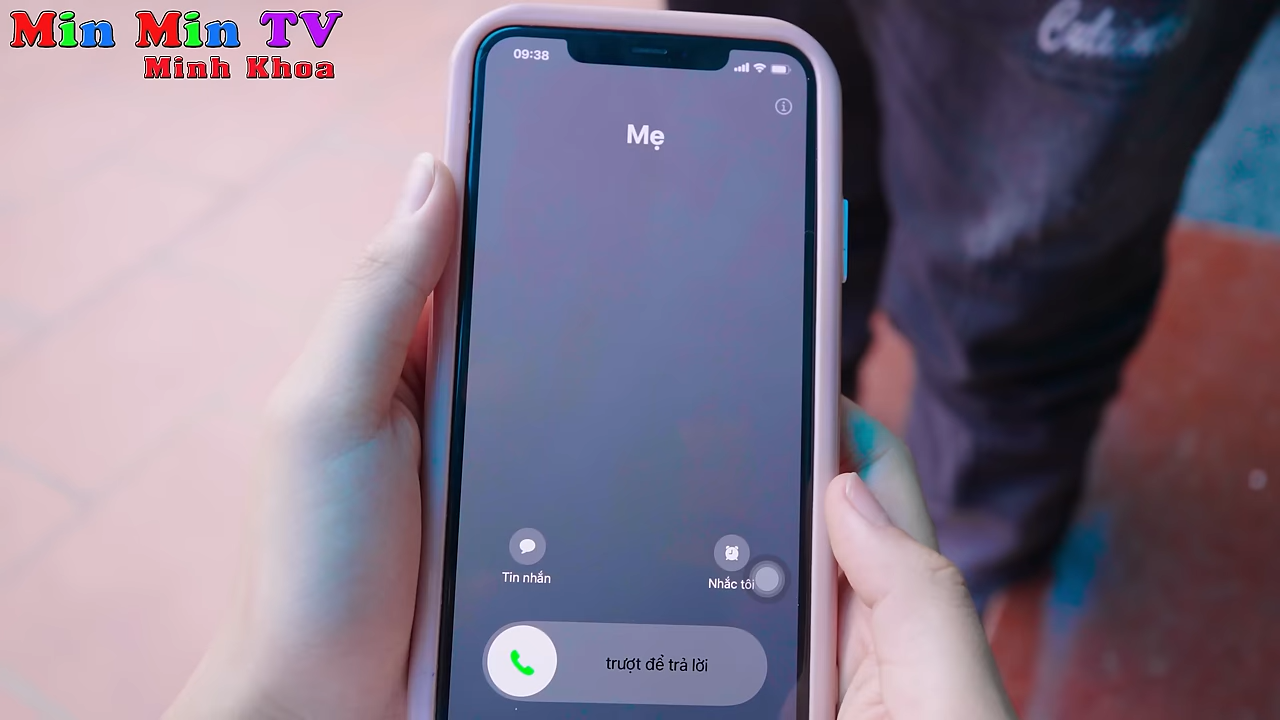 Min Min TV
Minh Khoa
09:38
Mẹ
Tin nhắn
Nhắc tôi
trượt để trả lời